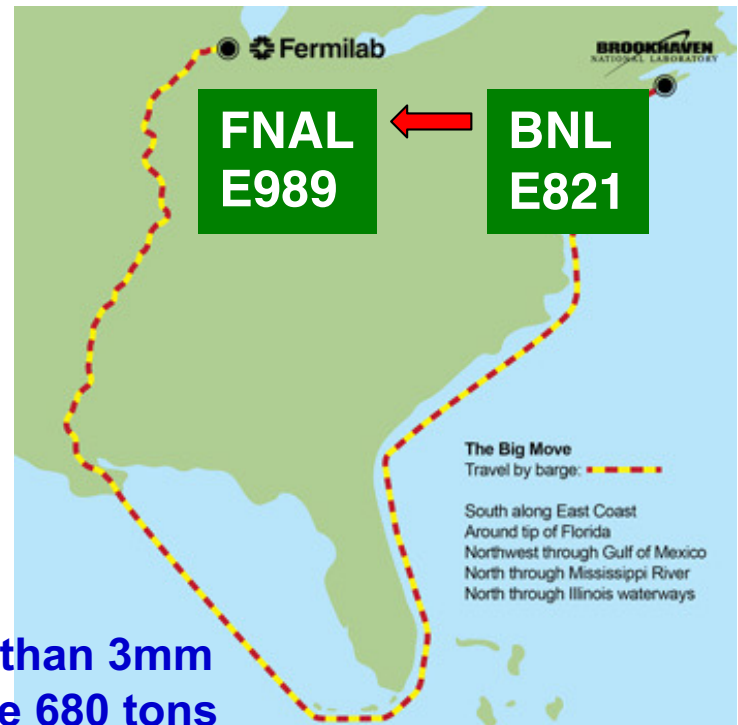 Fermilab
BROOKHAVEN
NATIONAL LABORATORY
FNAL
E989
BNL
E821
The Big Move
Travel by barge:
South along East Coast
Around tip of Florida
Northwest through Gulf of Mexico
North through Mississippi River
North through Illinois waterways
than 3mm
e 680 tons